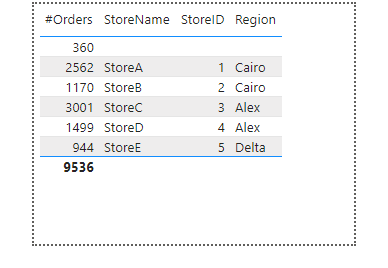 #Orders StoreName StoreID Region
360
2562 StoreA 1 Cairo
1170 StoreB 2 Cairo
3001 StoreC 3 Alex
1499 StoreD 4 Alex
944 StoreE 5 Delta
9536